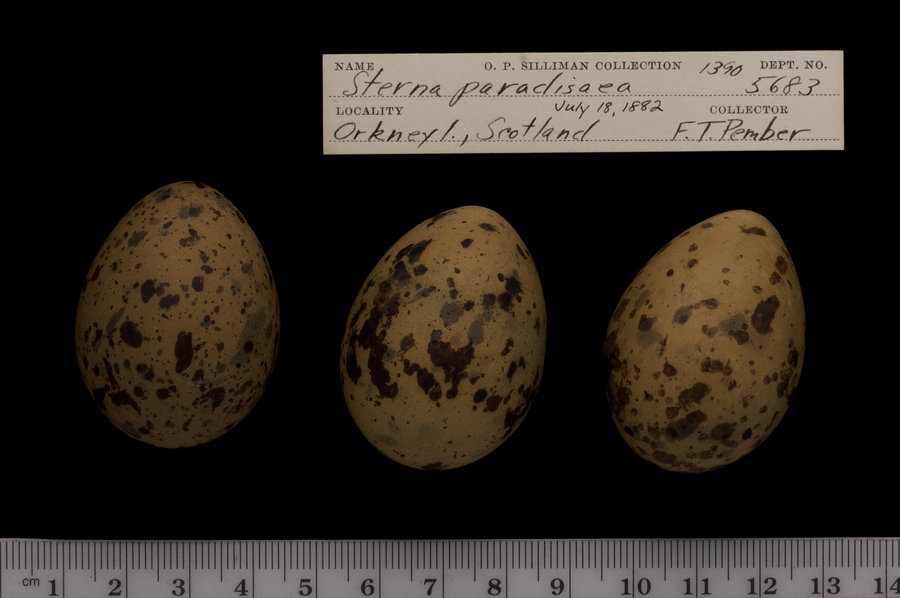 NAME O. P. SILLIMAN COLLECTION 1390 DEPT. NO.
Sterna paradisaea 5683
LOCALITY July 18, 1882 COLLECTOR
Orkney I., Scotland F. T. Pember
cm 1 2 3 4 5 6 7 8 9 10 11 12 13 14